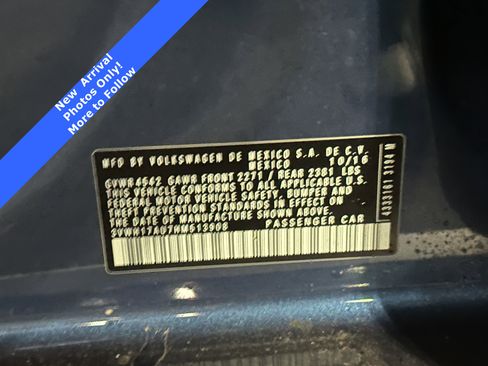 New Arrival
Photos Only!
More to Follow
MFD BY VOLKSWAGEN DE MEXICO S.A. DE C.V.
MEXICO 10/16
GVWR 4542 GAWR FRONT 2271 / REAR 2381 LBS
THIS VEHICLE CONFORMS TO ALL APPLICABLE U.S.
FEDERAL MOTOR VEHICLE SAFETY, BUMPER AND
THEFT PREVENTION STANDARDS IN EFFECT ON
THE DATE OF MANUFACTURE SHOWN ABOVE.
PASSENGER CAR